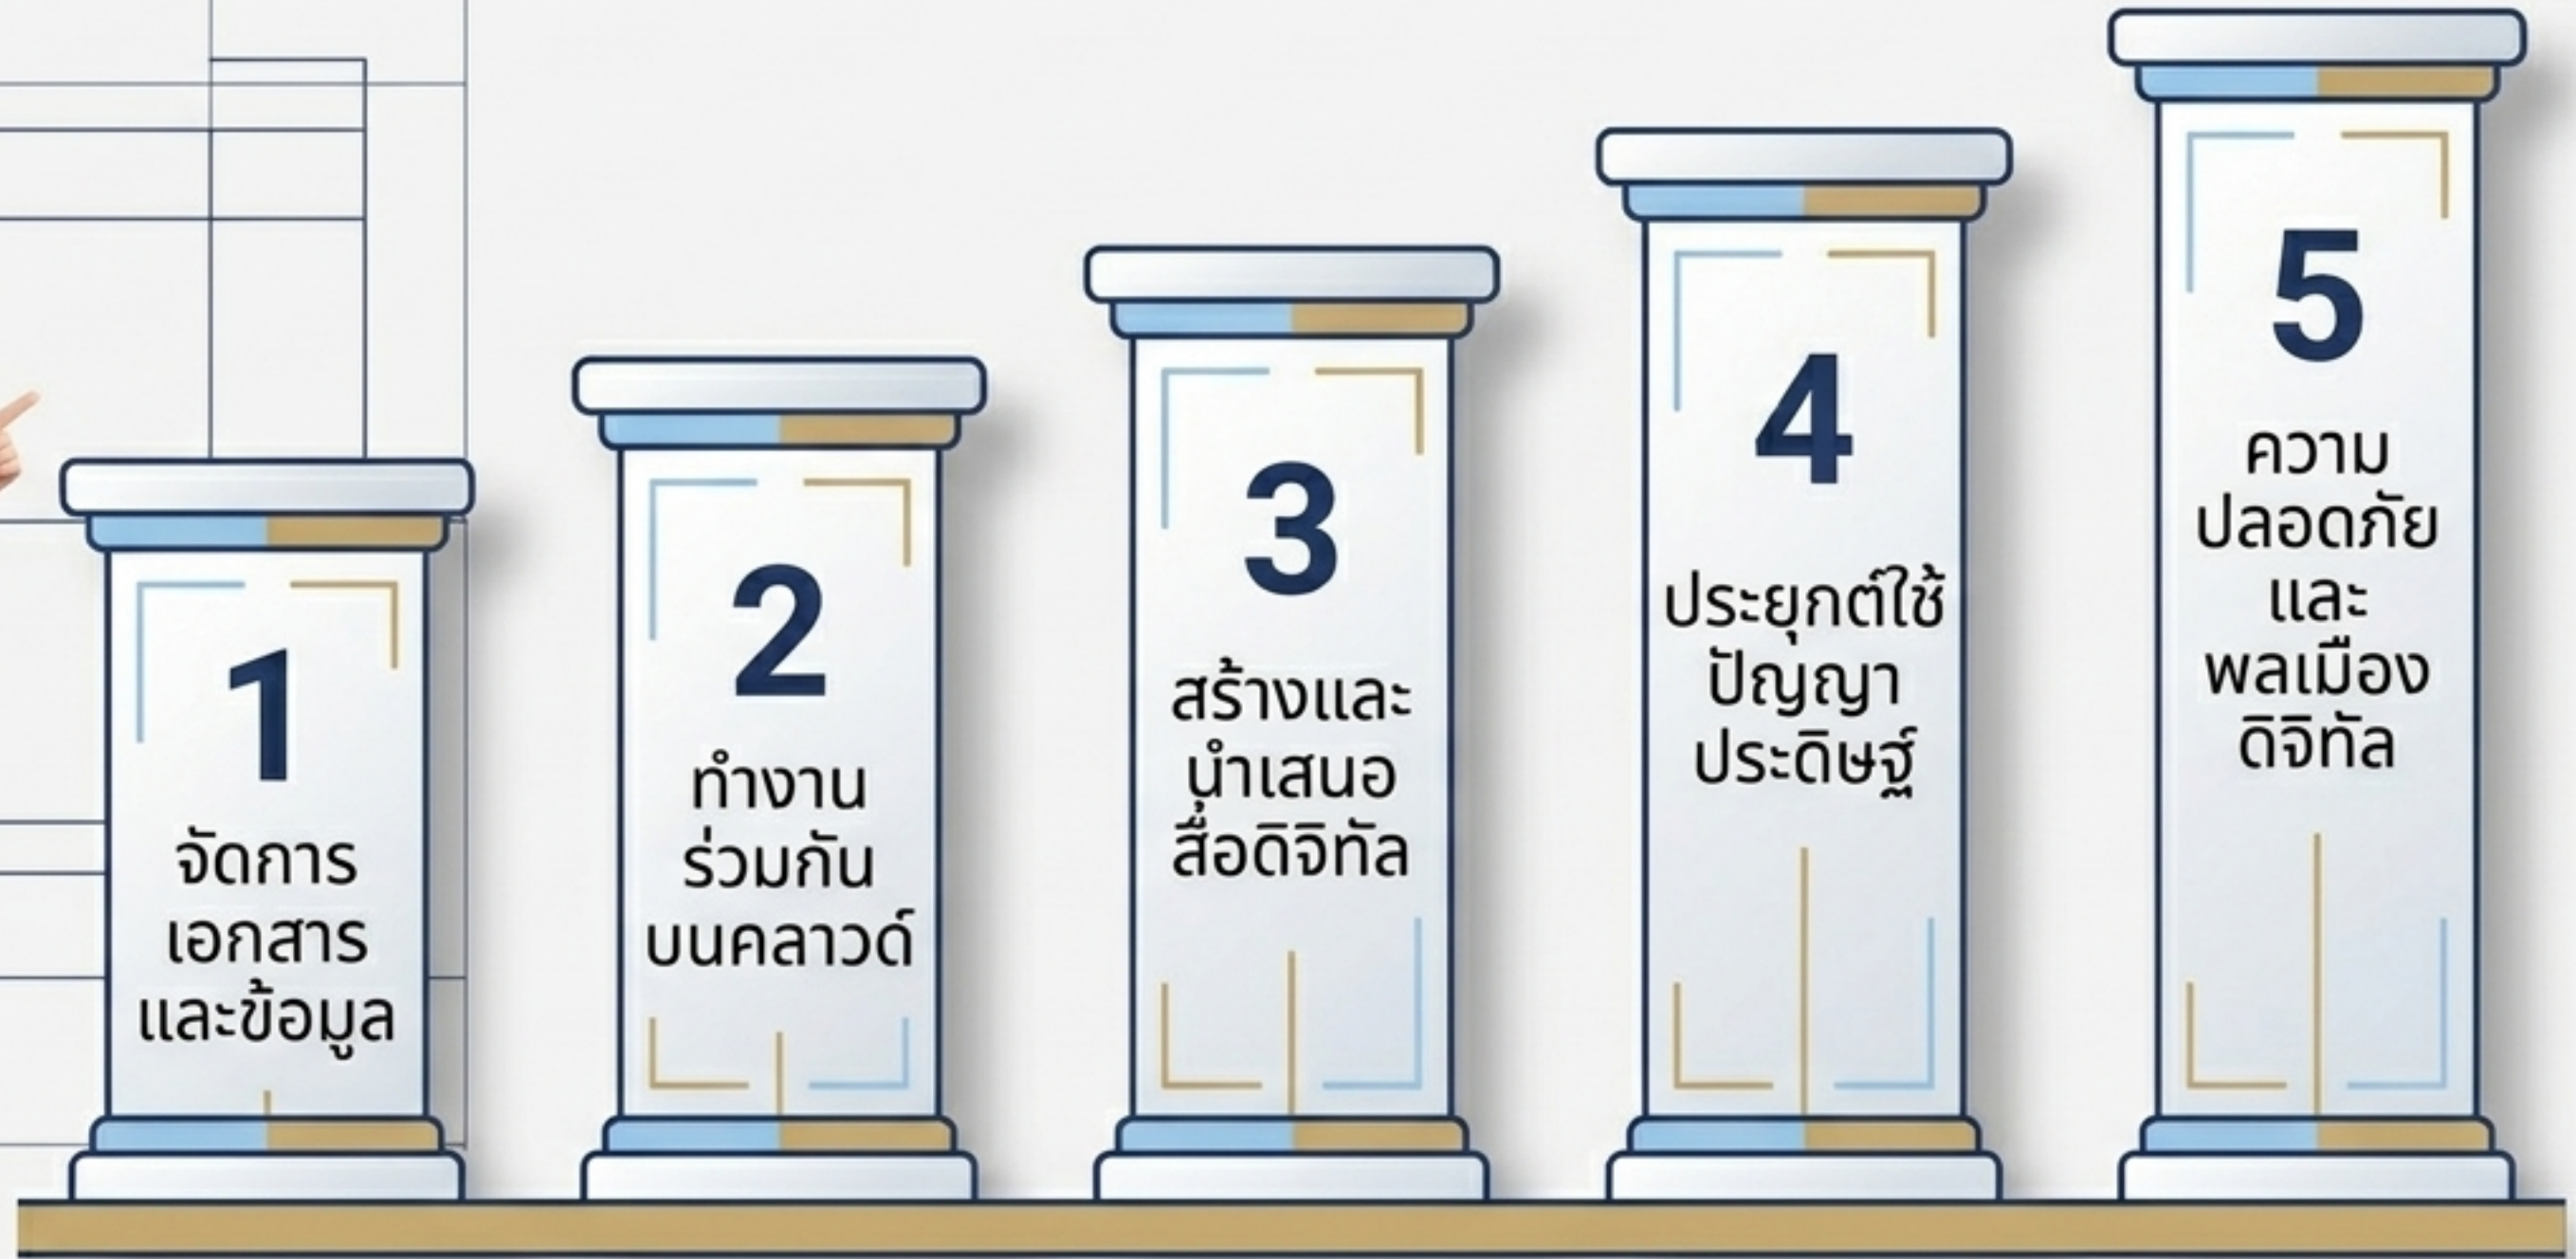 1
จัดการ
เอกสาร
และข้อมูล
2
ทำงาน
ร่วมกัน
บนคลาวด์
3
สร้างและ
นำเสนอ
สื่อดิจิทัล
4
ประยุกต์ใช้
ปัญญา
ประดิษฐ์
5
ความ
ปลอดภัย
และ
พลเมือง
ดิจิทัล